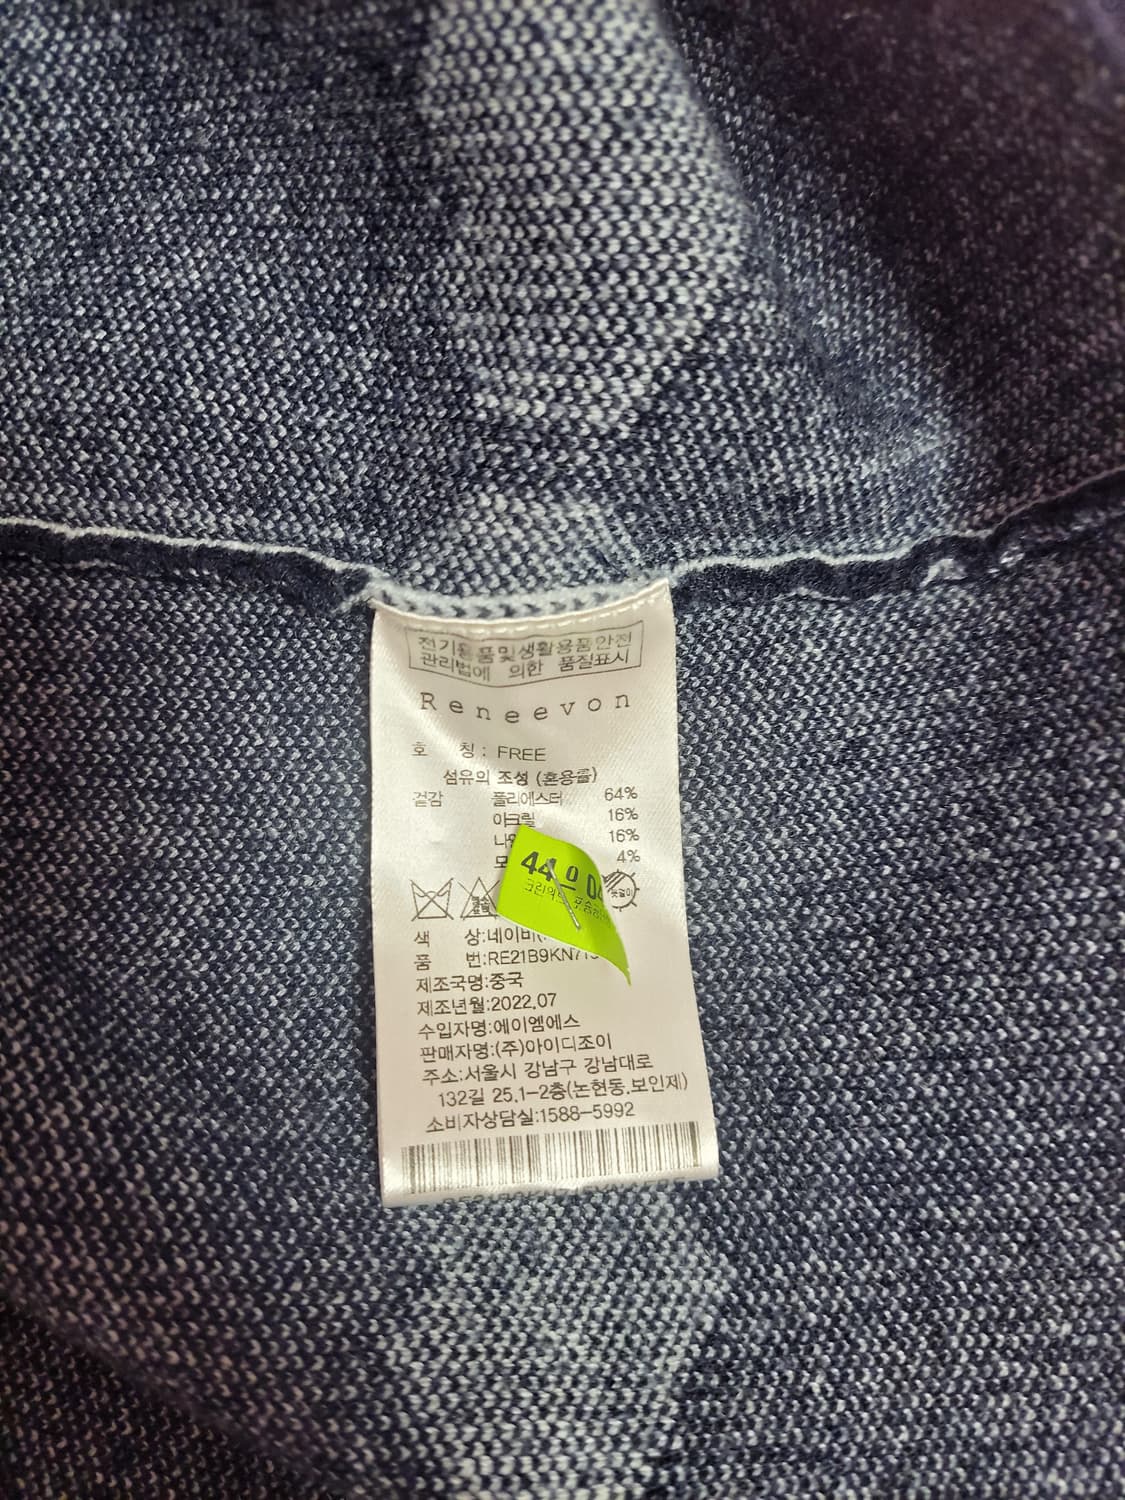 전기용품및생활용품안전
관리법에 의한 품질표시
Reneevon
호 칭: FREE
섬유의 조성 (혼용률)
겉감 폴리에스터 64%
아크릴 16%
16%
4%
44 0
색 상:네이비
품 번:RE21B9KN71
제조국명:중국
제조년월:2022.07
수입자명:에이엠에스
판매자명:(주)아이디조이
주소:서울시 강남구 강남대로
132길 25,1-2층(논현동,보인제)
소비자상담실:1588-5992